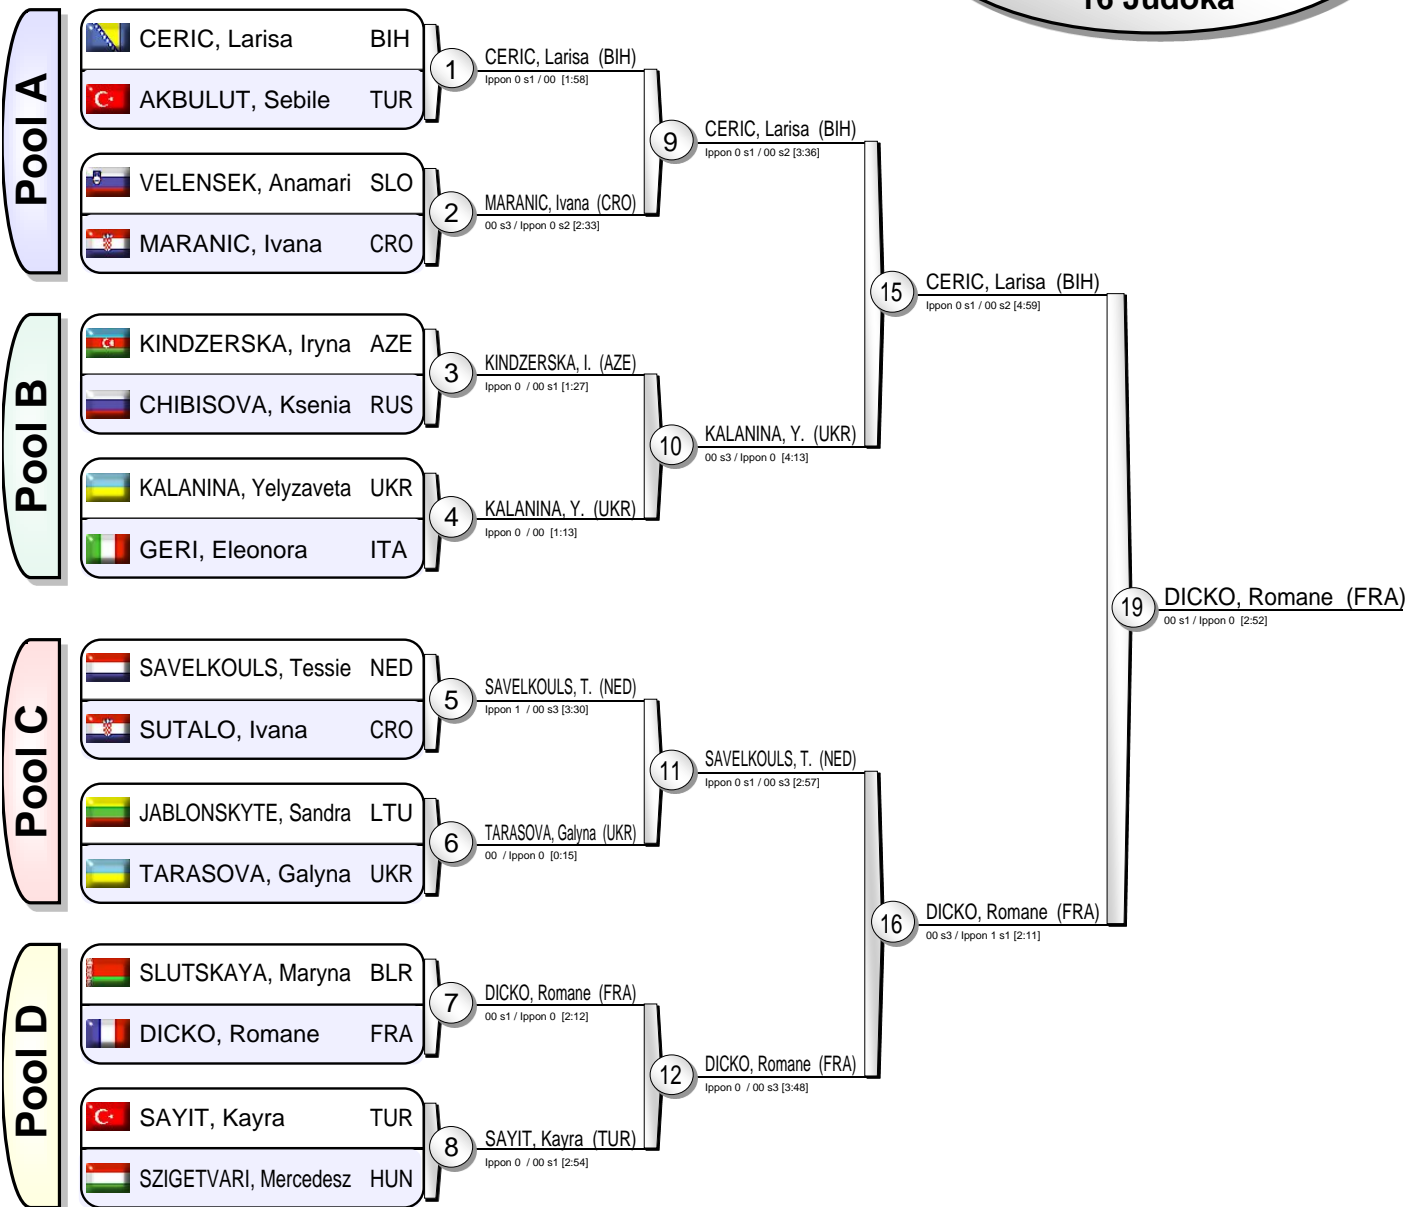 16 Judoka
Pool A
CERIC, Larisa BIH
AKBULUT, Sebile TUR
VELENSEK, Anamari SLO
MARANIC, Ivana CRO
1
CERIC, Larisa (BIH)
Ippon 0 s1 / 00 [1:58]
2
MARANIC, Ivana (CRO)
00 s3 / Ippon 0 s2 [2:33]
9
CERIC, Larisa (BIH)
Ippon 0 s1 / 00 s2 [3:36]
Pool B
KINDZERSKA, Iryna AZE
CHIBISOVA, Ksenia RUS
KALANINA, Yelyzaveta UKR
GERI, Eleonora ITA
3
KINDZERSKA, I. (AZE)
Ippon 0 / 00 s1 [1:27]
4
KALANINA, Y. (UKR)
Ippon 0 / 00 [1:13]
10
KALANINA, Y. (UKR)
00 s3 / Ippon 0 [4:13]
15
CERIC, Larisa (BIH)
Ippon 0 s1 / 00 s2 [4:59]
Pool C
SAVELKOULS, Tessie NED
SUTALO, Ivana CRO
JABLONSKYTE, Sandra LTU
TARASOVA, Galyna UKR
5
SAVELKOULS, T. (NED)
Ippon 1 / 00 s3 [3:30]
6
TARASOVA, Galyna (UKR)
00 / Ippon 0 [0:15]
11
SAVELKOULS, T. (NED)
Ippon 0 s1 / 00 s3 [2:57]
Pool D
SLUTSKAYA, Maryna BLR
DICKO, Romane FRA
SAYIT, Kayra TUR
SZIGETVARI, Mercedesz HUN
7
DICKO, Romane (FRA)
00 s1 / Ippon 0 [2:12]
8
SAYIT, Kayra (TUR)
Ippon 0 / 00 s1 [2:54]
12
DICKO, Romane (FRA)
Ippon 0 / 00 s3 [3:48]
16
DICKO, Romane (FRA)
00 s3 / Ippon 1 s1 [2:11]
19
DICKO, Romane (FRA)
00 s1 / Ippon 0 [2:52]